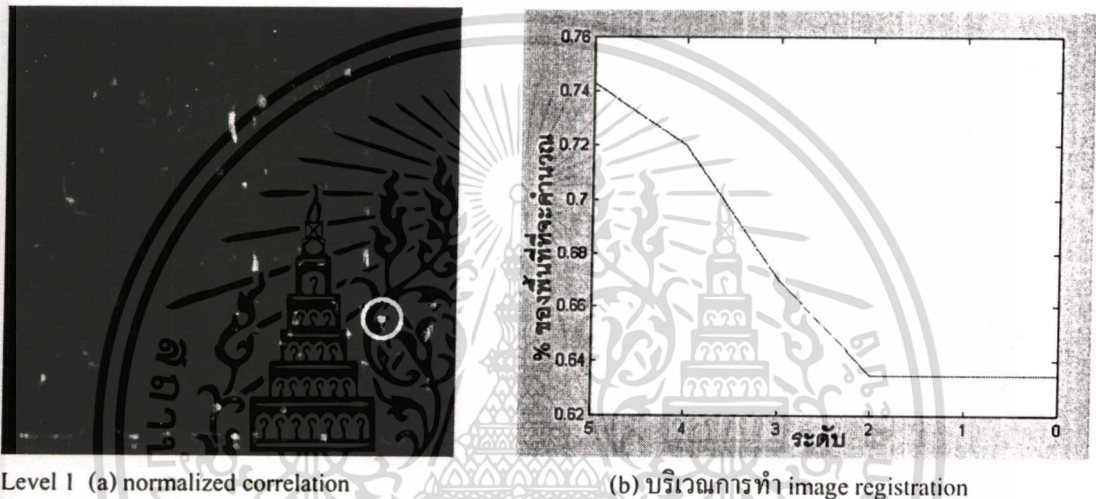 0.76
0.74
0.72
0.7
0.68
0.66
0.64
0.62
% ของพื้นที่ที่จะคำนวณ
5 4 3 2 1 0
ระดับ
Level 1 (a) normalized correlation
(b) บริเวณการทำ image registration